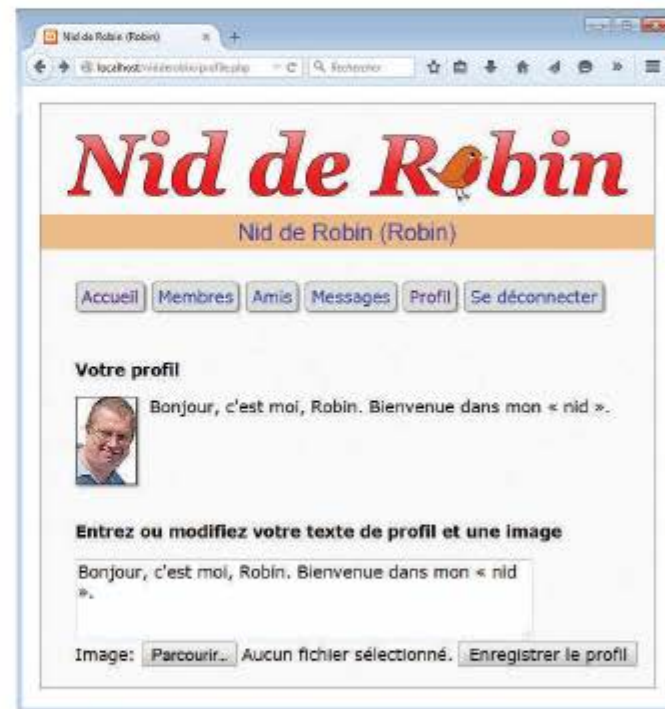 Nid de Robin (Robin)
Rechercher
Nid de Robin
Nid de Robin (Robin)
Accueil Membres Amis Messages Profil Se déconnecter
Votre profil
Bonjour, c'est moi, Robin. Bienvenue dans mon « nid ».
Entrez ou modifiez votre texte de profil et une image
Bonjour, c'est moi, Robin. Bienvenue dans mon « nid
».
Image: Parcourir... Aucun fichier sélectionné. Enregistrer le profil